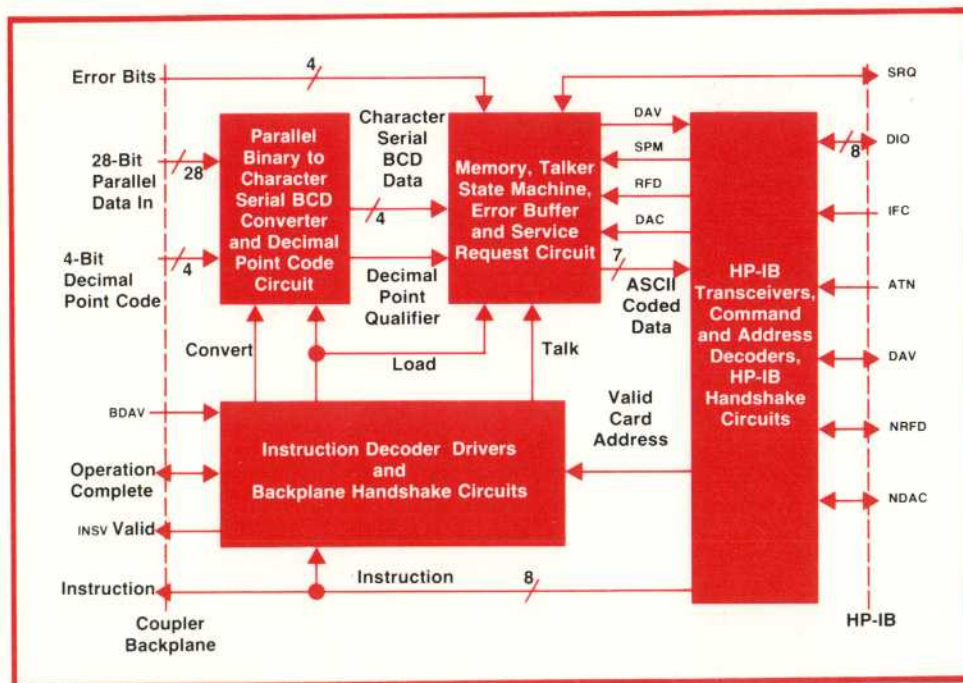 Error Bits
4
SRQ
28-Bit
Parallel
Data In
28
Parallel
Binary to
Character
Serial BCD
Converter
and Decimal
Point Code
Circuit
Character
Serial
BCD
Data
4
Memory, Talker
State Machine,
Error Buffer
and Service
Request Circuit
DAV
SPM
RFD
DAC
7
ASCII
Coded
Data
8
DIO
IFC
4-Bit
Decimal
Point Code
4
Decimal
Point
Qualifier
HP-IB
Transceivers,
Command
and Address
Decoders,
HP-IB
Handshake
Circuits
ATN
DAV
NRFD
NDAC
Convert
Load
Talk
Valid
Card
Address
BDAV
Operation
Complete
INSV Valid
Instruction Decoder Drivers
and
Backplane Handshake Circuits
Instruction
Instruction
8
Coupler
Backplane
HP-IB